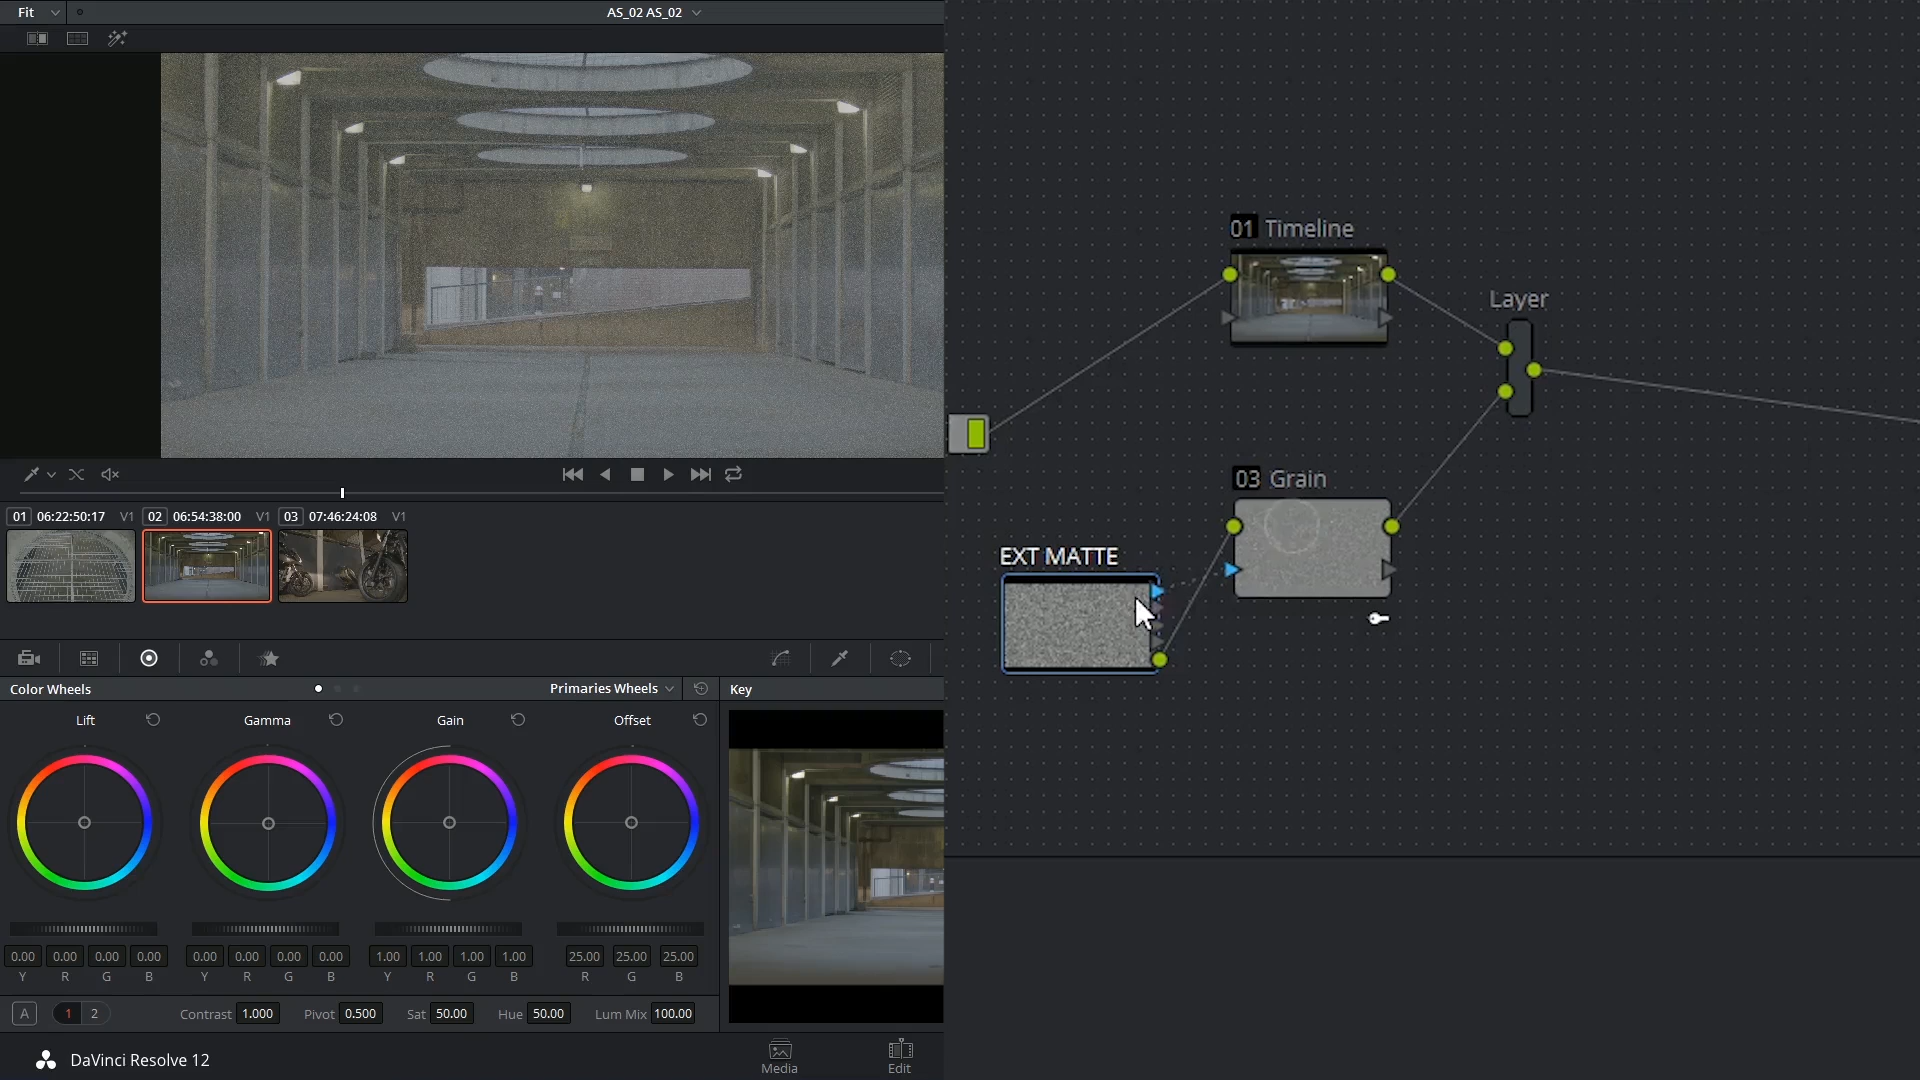 Fit
AS_02 AS_02
01 Timeline
Layer
03 Grain
EXT MATTE
01 06:22:50:17 V1 02 06:54:38:00 V1 03 07:46:24:08 V1
Color Wheels
Primaries Wheels
Key
Lift Gamma Gain Offset
0.00 0.00 0.00 0.00 0.00 0.00 0.00 0.00 1.00 1.00 1.00 1.00 25.00 25.00 25.00
Y R G B Y R G B Y R G B R G B
A 1 2 Contrast 1.000 Pivot 0.500 Sat 50.00 Hue 50.00 Lum Mix 100.00
DaVinci Resolve 12
Media
Edit